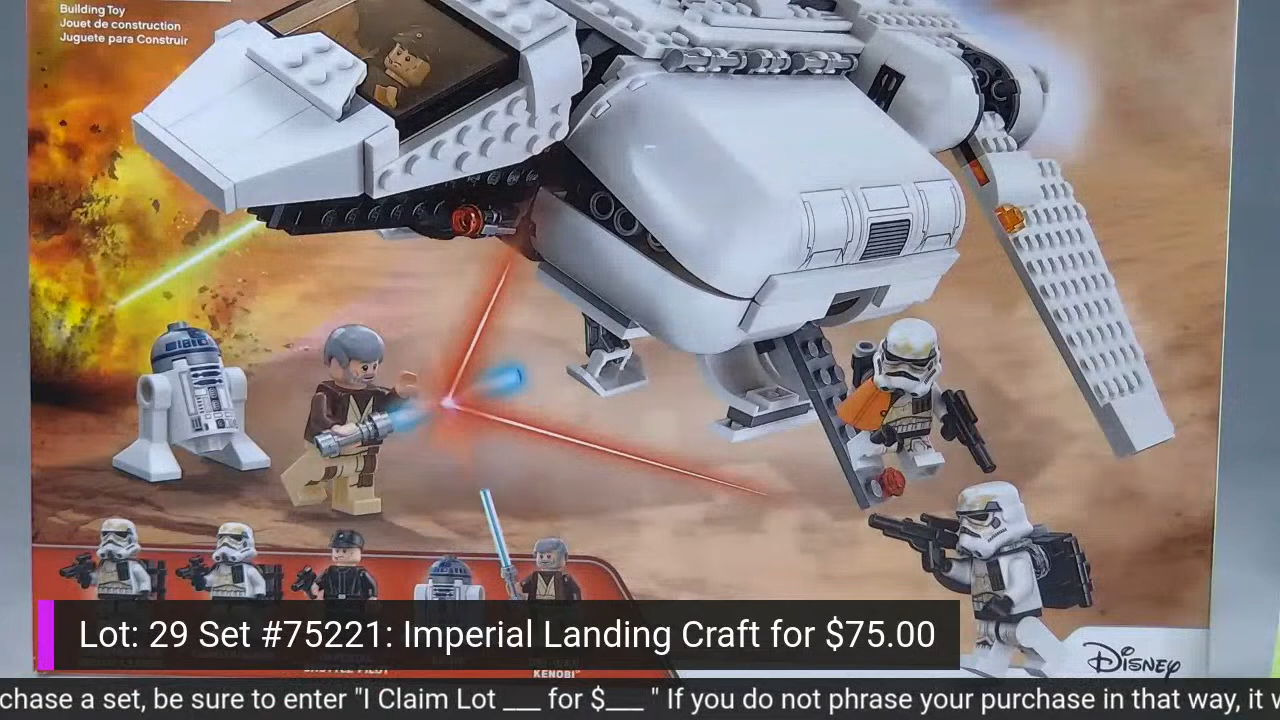 Building Toy
Jouet de construction
Juguete para Construir
Lot: 29 Set #75221: Imperial Landing Craft for $75.00
KENOBI
Disney
chase a set, be sure to enter "I Claim Lot ___ for $___ " If you do not phrase your purchase in that way, it w